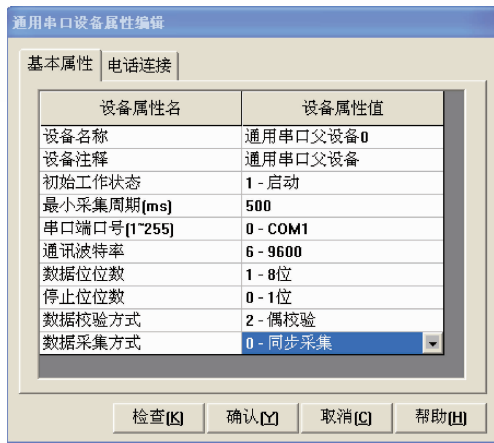 通用串口设备属性编辑
基本属性 电话连接
设备属性名 设备属性值
设备名称 通用串口父设备0
设备注释 通用串口父设备
初始工作状态 1 - 启动
最小采集周期(ms) 500
串口端口号(1~255) 0 - COM1
通讯波特率 6 - 9600
数据位位数 1 - 8位
停止位位数 0 - 1位
数据校验方式 2 - 偶校验
数据采集方式 0 - 同步采集
检查(K) 确认(Y) 取消(C) 帮助(H)